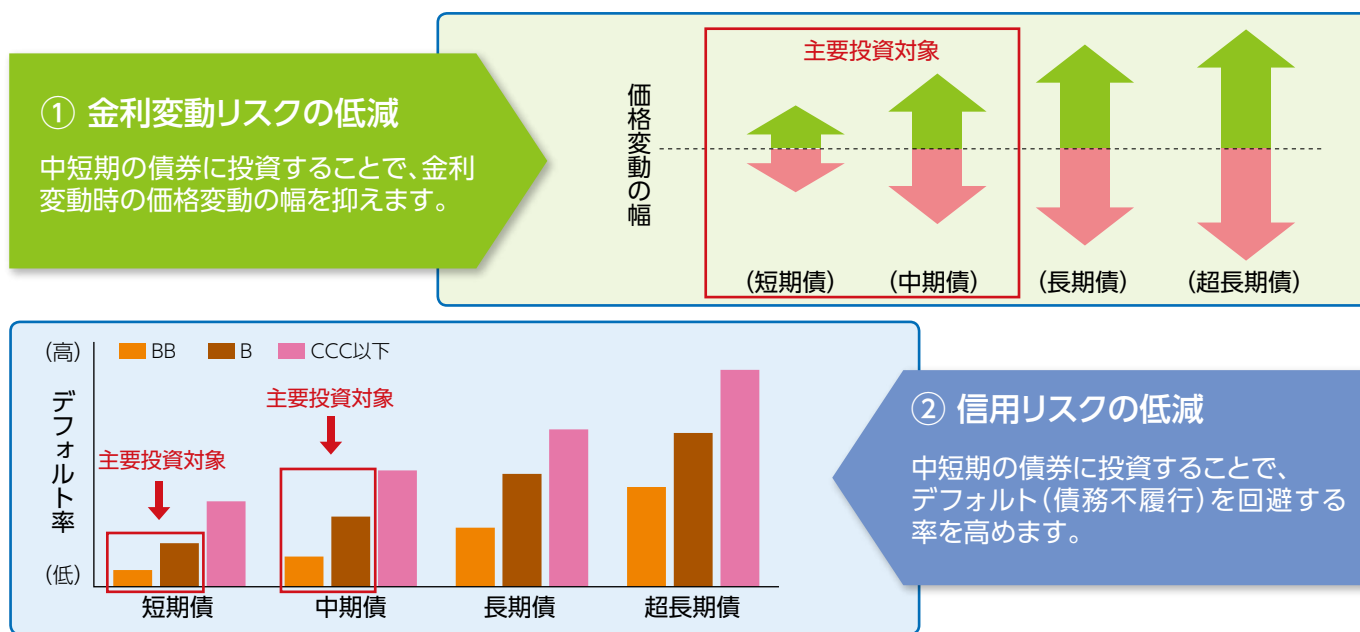 ① 金利変動リスクの低減
中短期の債券に投資することで、金利
変動時の価格変動の幅を抑えます。
主要投資対象
価格変動の幅
(短期債)
(中期債)
(長期債)
(超長期債)
(高)
BB
B
CCC以下
デフォルト率
主要投資対象
主要投資対象
(低)
短期債
中期債
長期債
超長期債
② 信用リスクの低減
中短期の債券に投資することで、
デフォルト(債務不履行)を回避する
率を高めます。